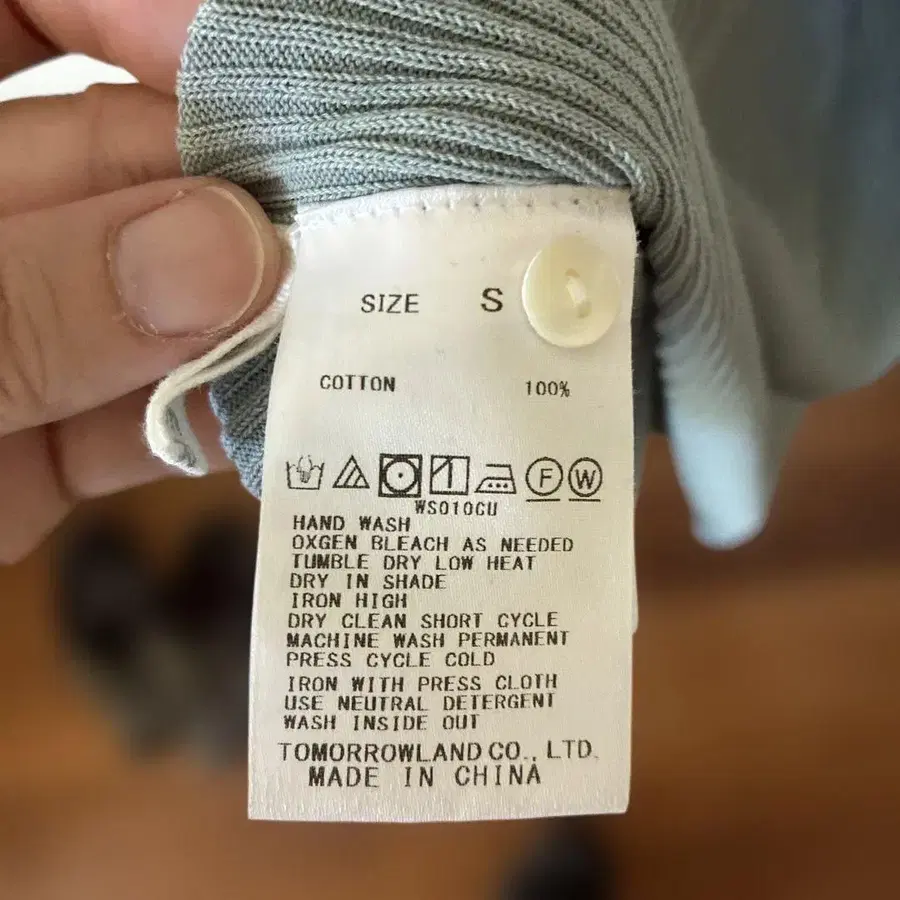 SIZE S
COTTON 100%
F W
WS010CU
HAND WASH
OXGEN BLEACH AS NEEDED
TUMBLE DRY LOW HEAT
DRY IN SHADE
IRON HIGH
DRY CLEAN SHORT CYCLE
MACHINE WASH PERMANENT
PRESS CYCLE COLD
IRON WITH PRESS CLOTH
USE NEUTRAL DETERGENT
WASH INSIDE OUT
TOMORROWLAND CO., LTD.
MADE IN CHINA